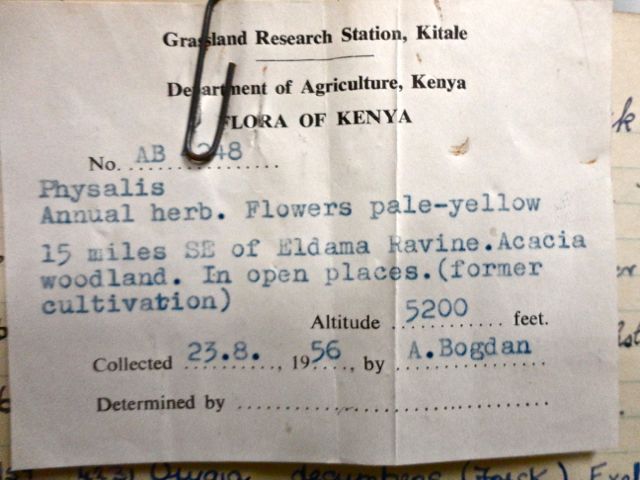 Grassland Research Station, Kitale
Department of Agriculture, Kenya
FLORA OF KENYA
No. AB
Physalis
Annual herb. Flowers pale-yellow
15 miles SE of Eldama Ravine. Acacia
woodland. In open places. (former
cultivation)
Altitude 5200 feet.
Collected 23.8. , 1956 , by A. Bogdan
Determined by
decumbens (Forsk.)